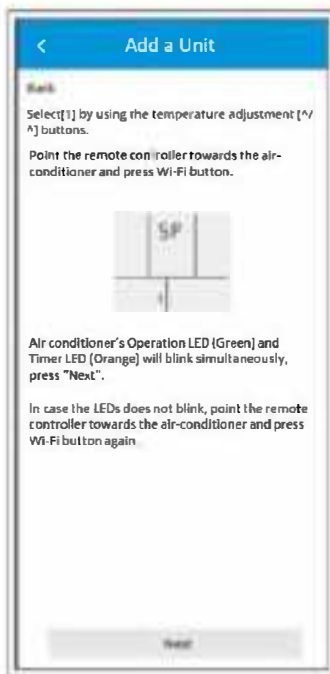 Add a Unit
Back
Select[1] by using the temperature adjustment [^/
^] buttons.
Point the remote controller towards the air-
conditioner and press Wi-Fi button.
SP
1
Air conditioner's Operation LED (Green) and
Timer LED (Orange) will blink simultaneously,
press "Next".
In case the LEDs does not blink, point the remote
controller towards the air-conditioner and press
Wi-Fi button again
Next